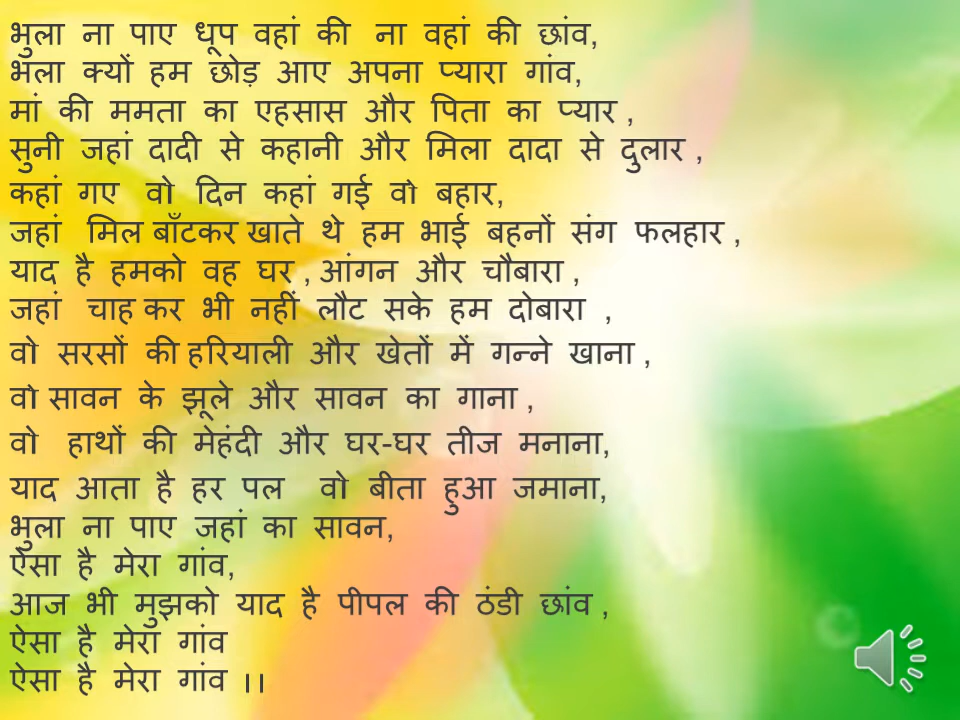 भुला ना पाए धूप वहां की ना वहां की छांव,
भला क्यों हम छोड़ आए अपना प्यारा गांव,
मां की ममता का एहसास और पिता का प्यार ,
सुनी जहां दादी से कहानी और मिला दादा से दुलार ,
कहां गए वो दिन कहां गई वो बहार,
जहां मिल बाँटकर खाते थे हम भाई बहनों संग फलहार ,
याद है हमको वह घर , आंगन और चौबारा ,
जहां चाह कर भी नहीं लौट सके हम दोबारा ,
वो सरसों की हरियाली और खेतों में गन्ने खाना ,
वो सावन के झूले और सावन का गाना ,
वो हाथों की मेहंदी और घर-घर तीज मनाना,
याद आता है हर पल वो बीता हुआ जमाना,
भुला ना पाए जहां का सावन,
ऐसा है मेरा गांव,
आज भी मुझको याद है पीपल की ठंडी छांव ,
ऐसा है मेरा गांव
ऐसा है मेरा गांव ।।